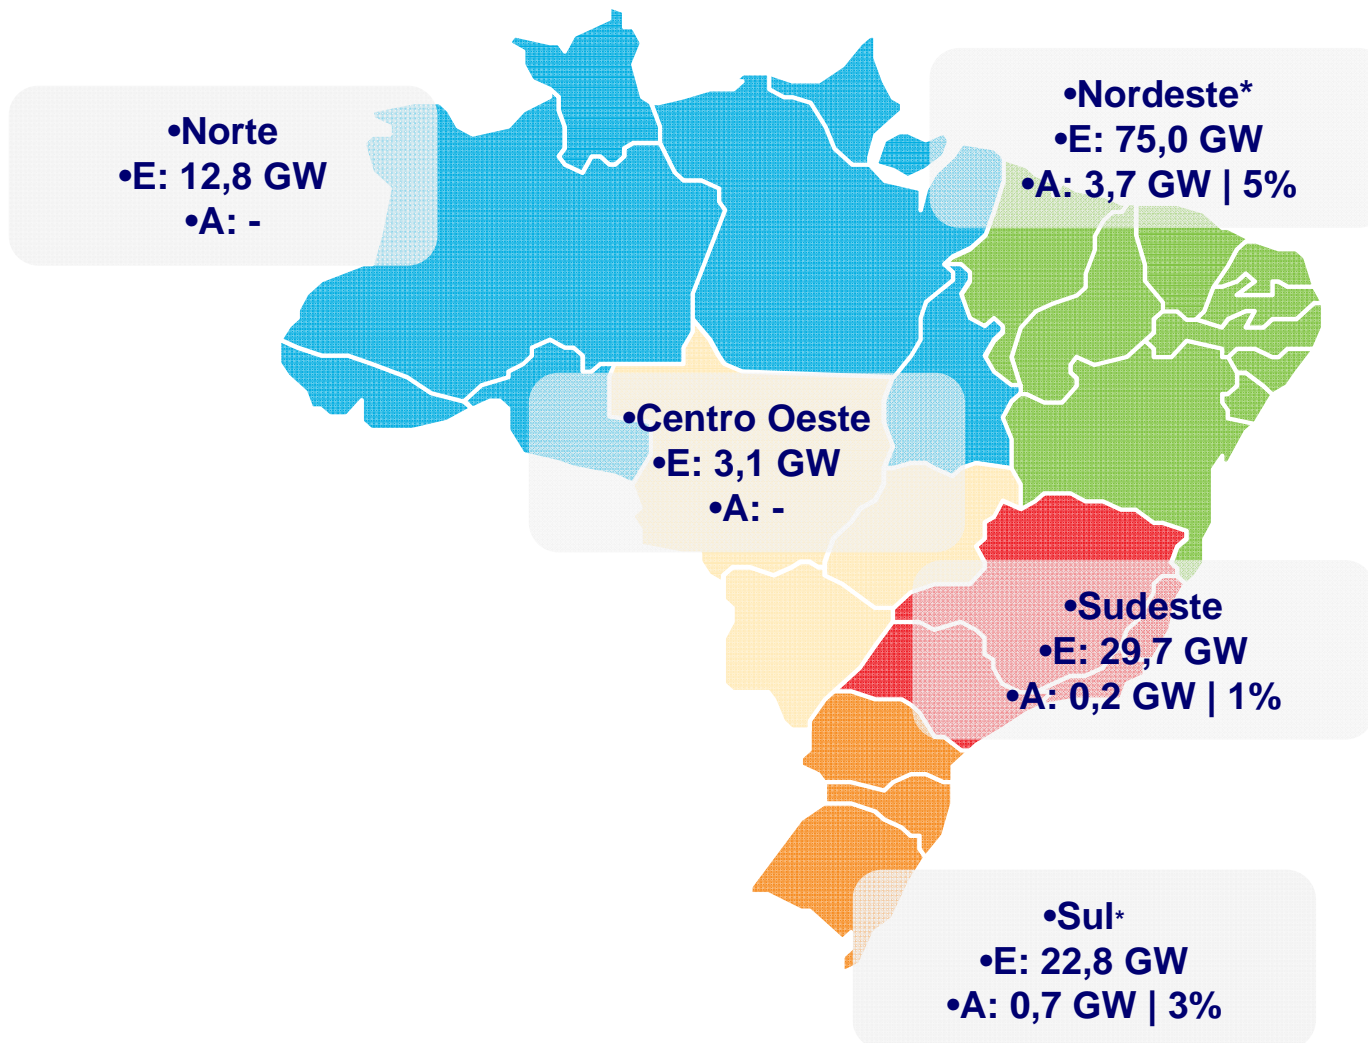 •Norte
•E: 12,8 GW
•A: -
•Nordeste*
•E: 75,0 GW
•A: 3,7 GW | 5%
•Centro Oeste
•E: 3,1 GW
•A: -
•Sudeste
•E: 29,7 GW
•A: 0,2 GW | 1%
•Sul*
•E: 22,8 GW
•A: 0,7 GW | 3%